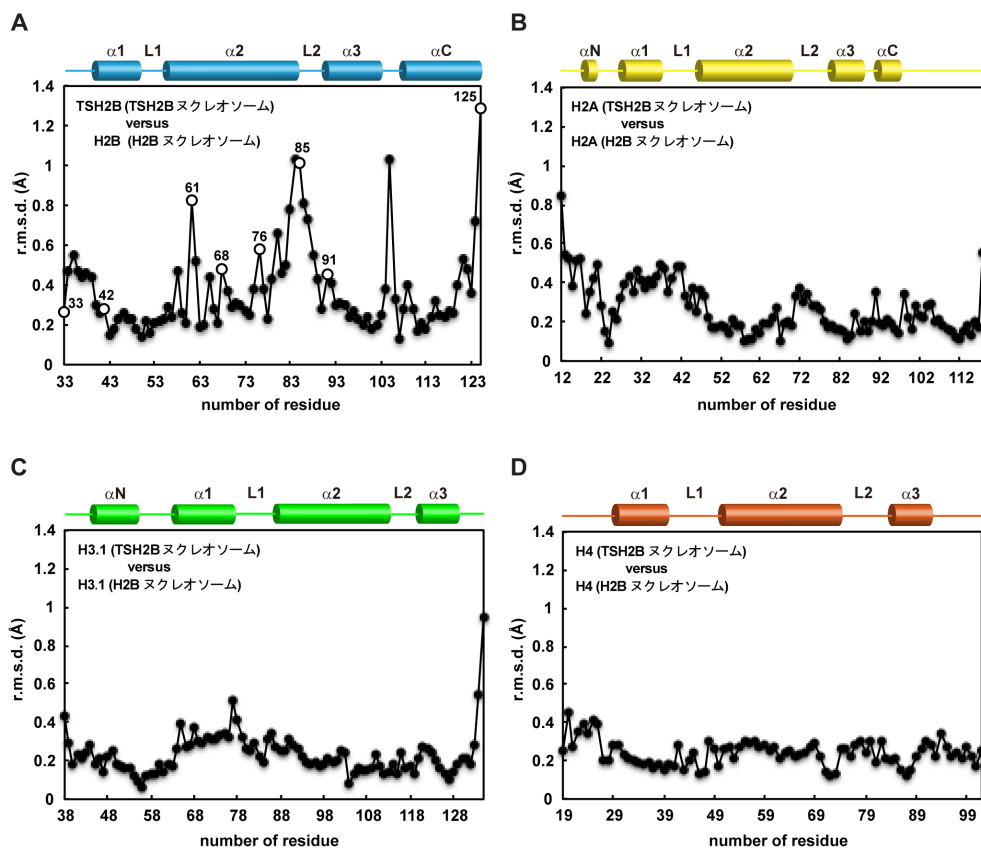 A
α1 L1 α2 L2 α3 αC
TSH2B (TSH2B ヌクレオソーム)
versus
H2B (H2B ヌクレオソーム)
125
85
61
76
68
91
42
33
r.m.s.d. (Å)
1.4
1.2
1
0.8
0.6
0.4
0.2
0
33 43 53 63 73 83 93 103 113 123
number of residue
B
αN α1 L1 α2 L2 α3 αC
H2A (TSH2B ヌクレオソーム)
versus
H2A (H2B ヌクレオソーム)
r.m.s.d. (Å)
1.4
1.2
1
0.8
0.6
0.4
0.2
0
12 22 32 42 52 62 72 82 92 102 112
number of residue
C
αN α1 L1 α2 L2 α3
H3.1 (TSH2B ヌクレオソーム)
versus
H3.1 (H2B ヌクレオソーム)
r.m.s.d. (Å)
1.4
1.2
1
0.8
0.6
0.4
0.2
0
38 48 58 68 78 88 98 108 118 128
number of residue
D
α1 L1 α2 L2 α3
H4 (TSH2B ヌクレオソーム)
versus
H4 (H2B ヌクレオソーム)
r.m.s.d. (Å)
1.4
1.2
1
0.8
0.6
0.4
0.2
0
19 29 39 49 59 69 79 89 99
number of residue